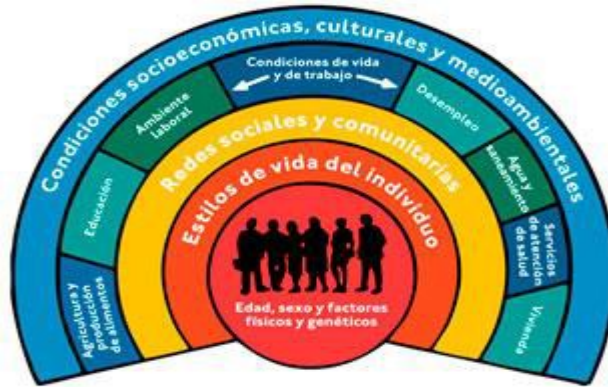 Condiciones socioeconómicas, culturales y medioambientales
Condiciones de vida
y de trabajo
Agricultura y
producción
de alimentos
Educación
Ambiente
laboral
Desempleo
Agua y
saneamiento
Servicios
de atención
de salud
Vivienda
Redes sociales y comunitarias
Estilos de vida del individuo
Edad, sexo y factores
físicos y genéticos